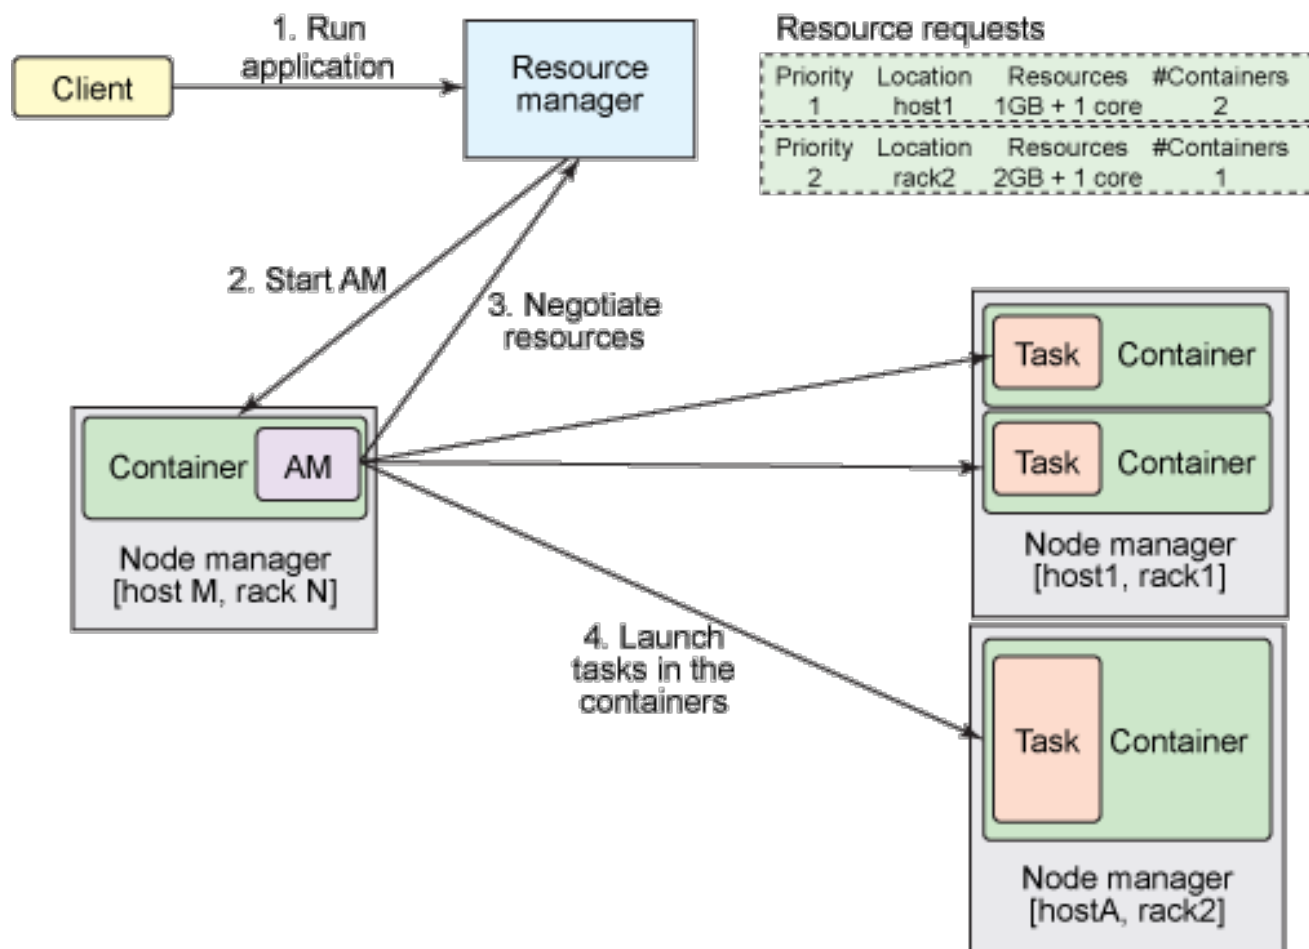 1. Run
application
Client
Resource
manager
Resource requests
Priority Location Resources #Containers
1 host1 1GB + 1 core 2
Priority Location Resources #Containers
2 rack2 2GB + 1 core 1
2. Start AM
3. Negotiate
resources
Container AM
Node manager
[host M, rack N]
Task Container
Task Container
Node manager
[host1, rack1]
4. Launch
tasks in the
containers
Task Container
Node manager
[hostA, rack2]